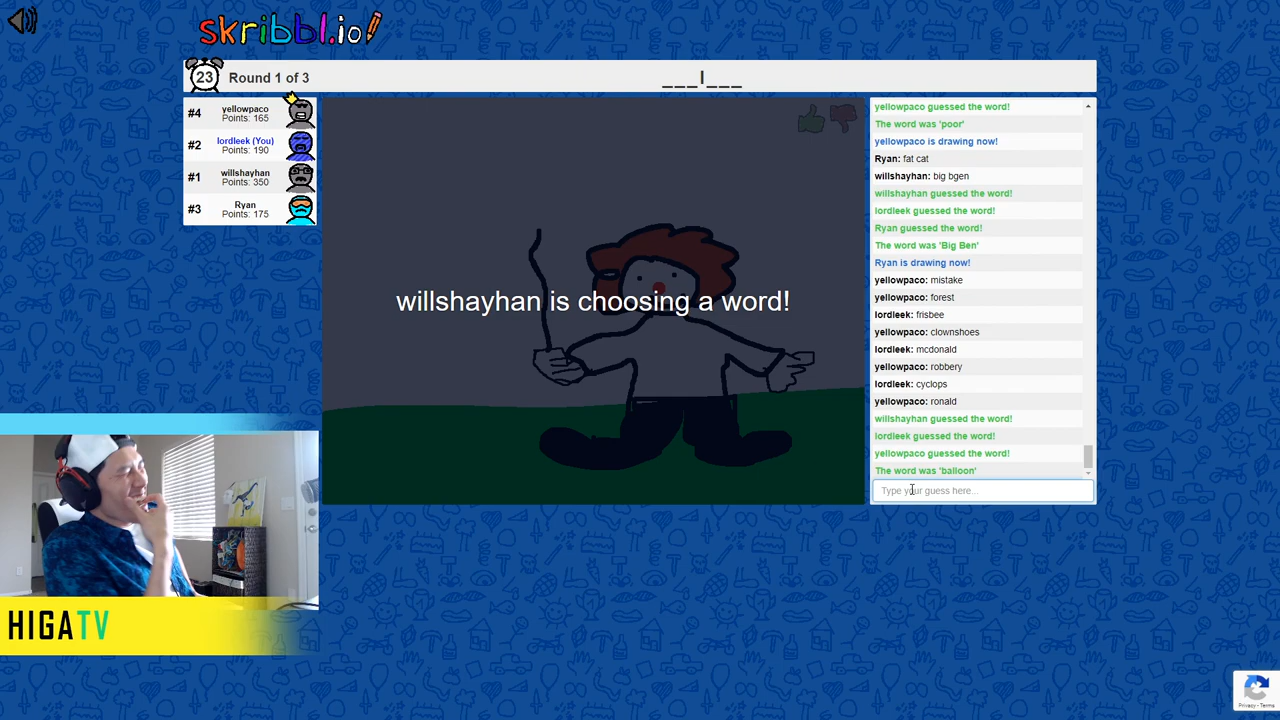 skribbl.io!
23
Round 1 of 3
___l___
#4
yellowpaco
Points: 165
#2
lordleek (You)
Points: 190
#1
willshayhan
Points: 350
#3
Ryan
Points: 175
willshayhan is choosing a word!
yellowpaco guessed the word!
The word was 'poor'
yellowpaco is drawing now!
Ryan: fat cat
willshayhan: big bgen
willshayhan guessed the word!
lordleek guessed the word!
Ryan guessed the word!
The word was 'Big Ben'
Ryan is drawing now!
yellowpaco: mistake
yellowpaco: forest
lordleek: frisbee
yellowpaco: clownshoes
lordleek: mcdonald
yellowpaco: robbery
lordleek: cyclops
yellowpaco: ronald
willshayhan guessed the word!
lordleek guessed the word!
yellowpaco guessed the word!
The word was 'balloon'
Type your guess here...
HIGATV
Privacy - Terms